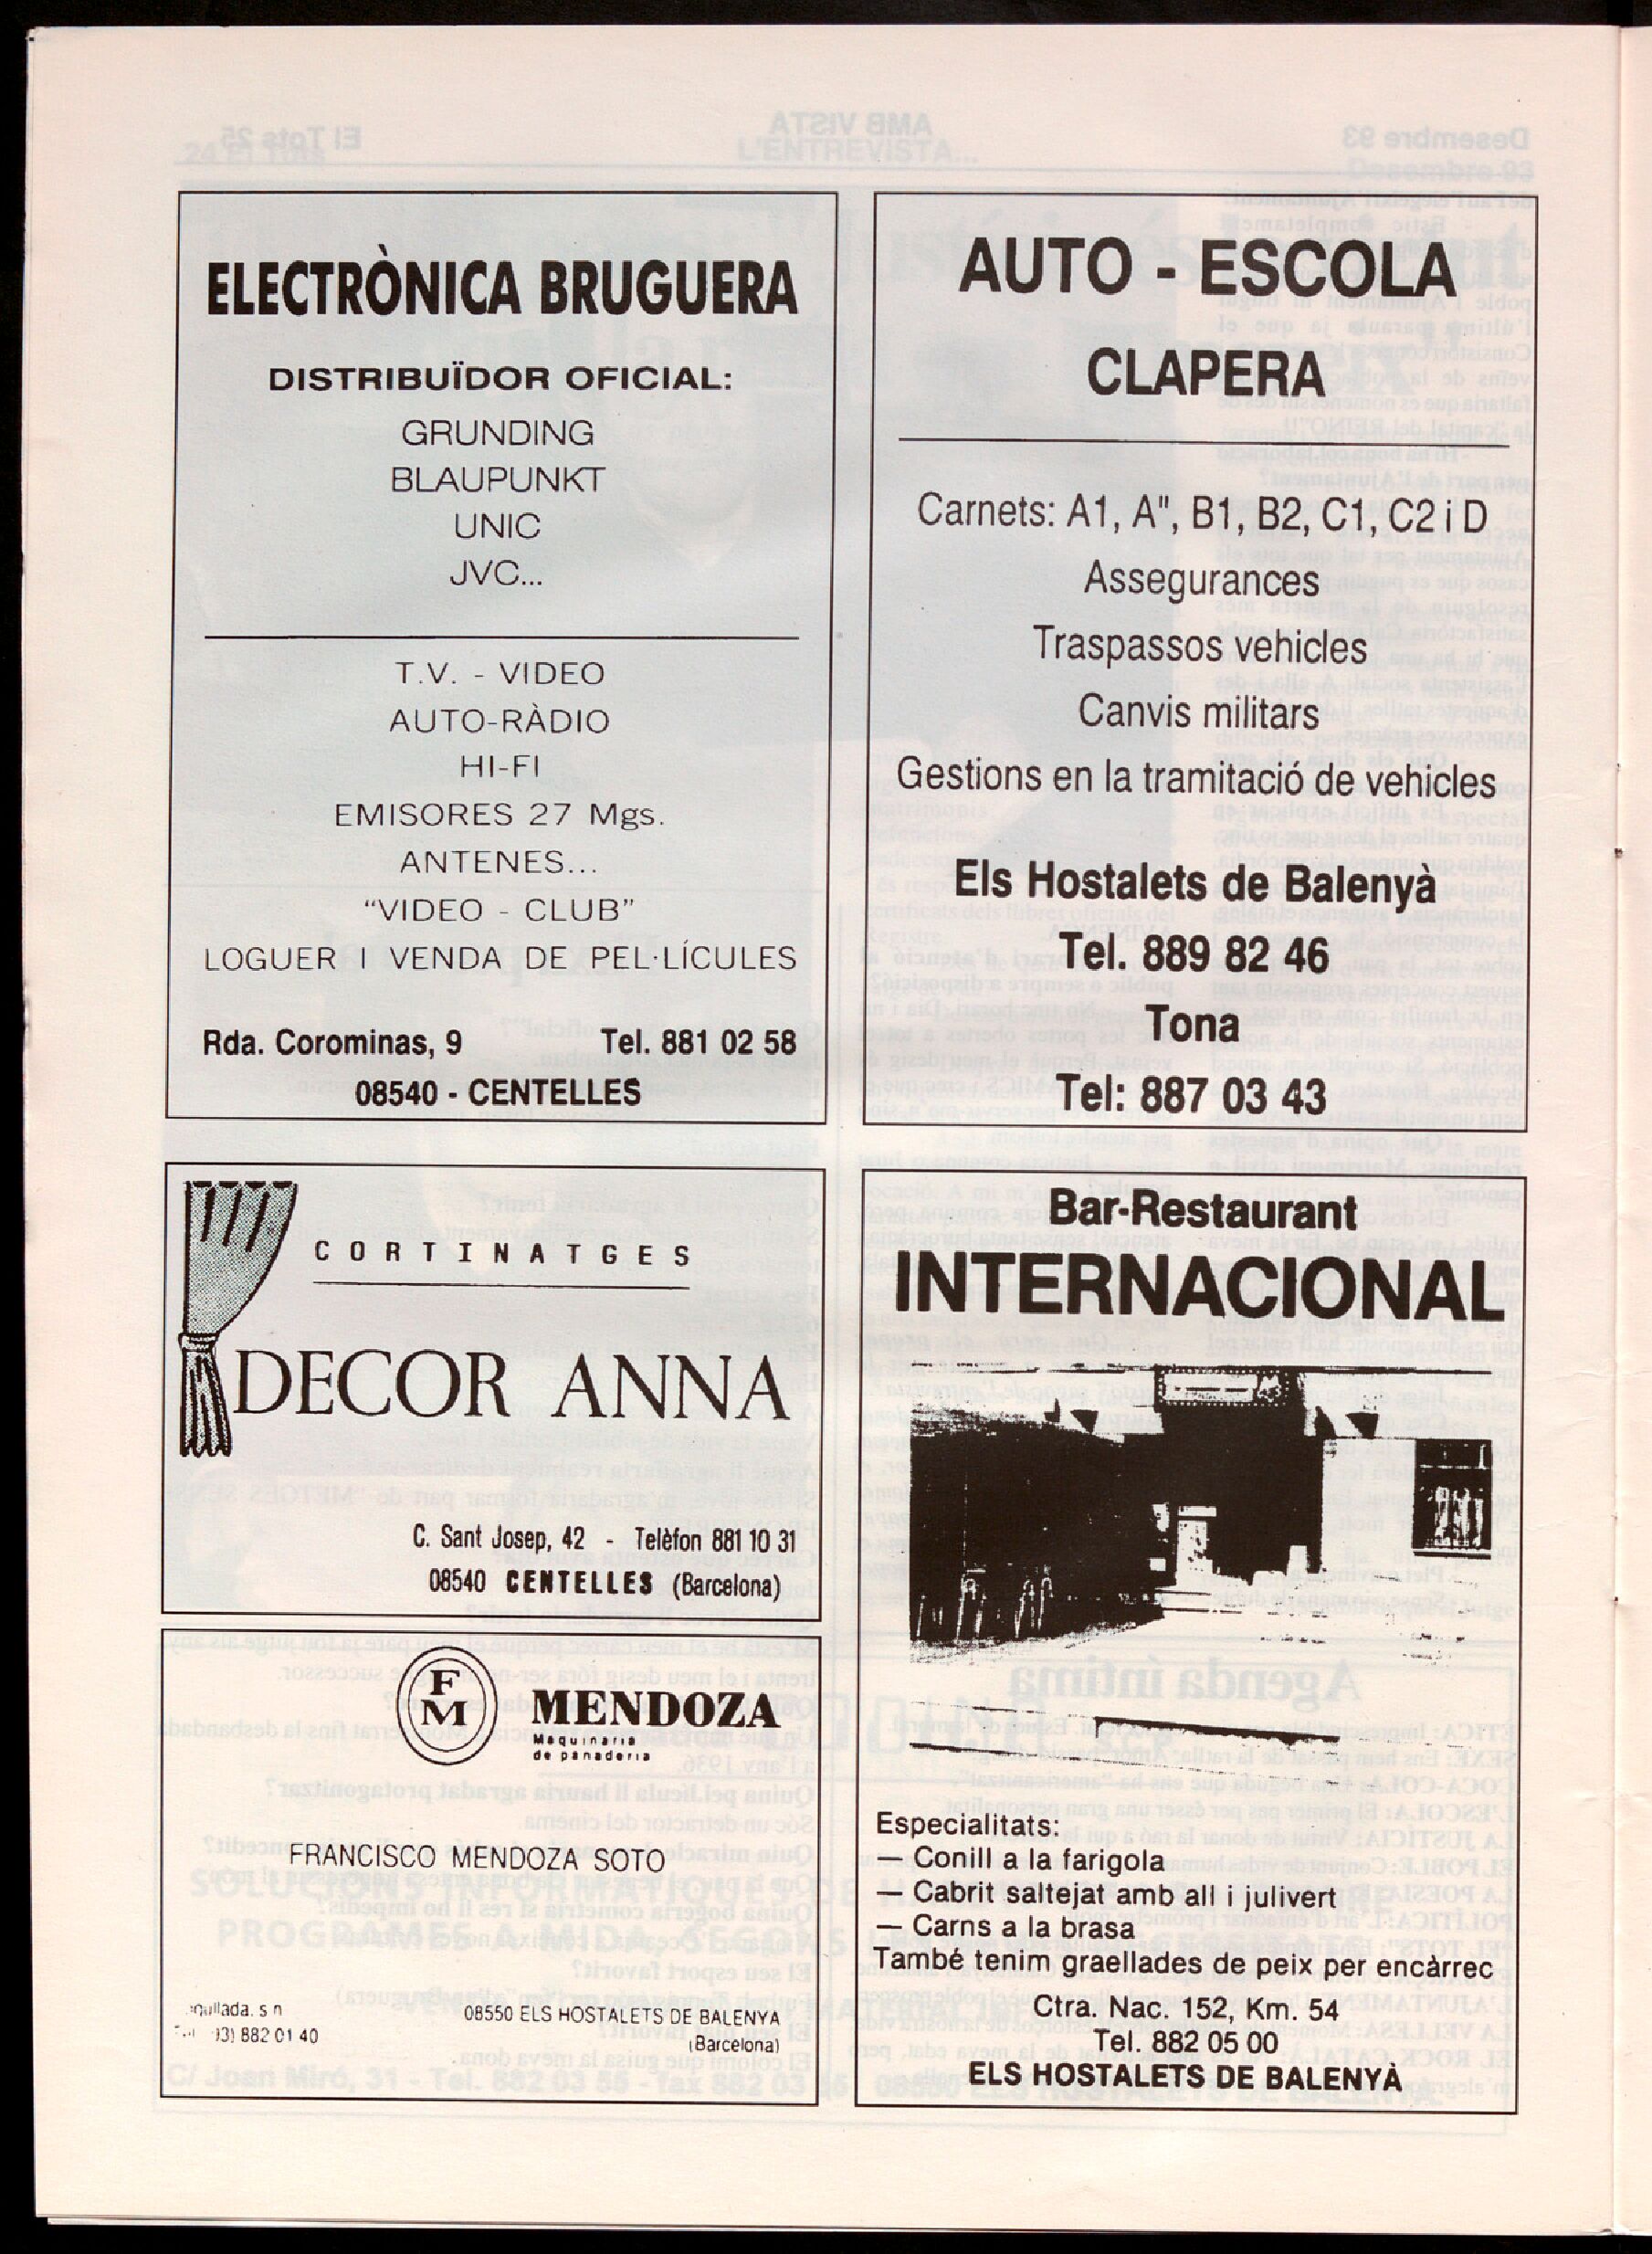 ELECTRÒNICA BRUGUERA
DISTRIBUÏDOR OFICIAL:
GRUNDING
BLAUPUNKT
UNIC
JVC...
T.V. - VIDEO
AUTO-RÀDIO
HI-FI
EMISORES 27 Mgs.
ANTENES...
“VIDEO - CLUB”
LOGUER I VENDA DE PEL·LÍCULES
Rda. Corominas, 9 Tel. 881 02 58
08540 - CENTELLES
AUTO - ESCOLA
CLAPERA
Carnets: A1, A", B1, B2, C1, C2 i D
Assegurances
Traspassos vehicles
Canvis militars
Gestions en la tramitació de vehicles
Els Hostalets de Balenyà
Tel. 889 82 46
Tona
Tel: 887 03 43
CORTINATGES
DECOR ANNA
C. Sant Josep, 42 - Telèfon 881 10 31
08540 CENTELLES (Barcelona)
FM
MENDOZA
Maquinaria
de panaderia
FRANCISCO MENDOZA SOTO
s n
882 01 40
08550 ELS HOSTALETS DE BALENYA
(Barcelona)
Bar-Restaurant
INTERNACIONAL
Especialitats:
— Conill a la farigola
— Cabrit saltejat amb all i julivert
— Carns a la brasa
També tenim graellades de peix per encàrrec
Ctra. Nac. 152, Km. 54
Tel. 882 05 00
ELS HOSTALETS DE BALENYÀ